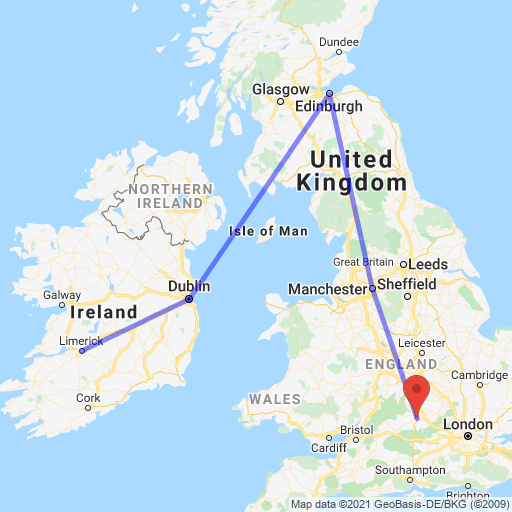 Dundee
Glasgow
Edinburgh
United
Kingdom
NORTHERN
IRELAND
Isle of Man
Great Britain
Leeds
Dublin
Manchester
Sheffield
Galway
Ireland
Limerick
Leicester
ENGLAND
Cambridge
WALES
Cork
London
Bristol
Cardiff
Southampton
Brighton
Map data ©2021 GeoBasis-DE/BKG (©2009)